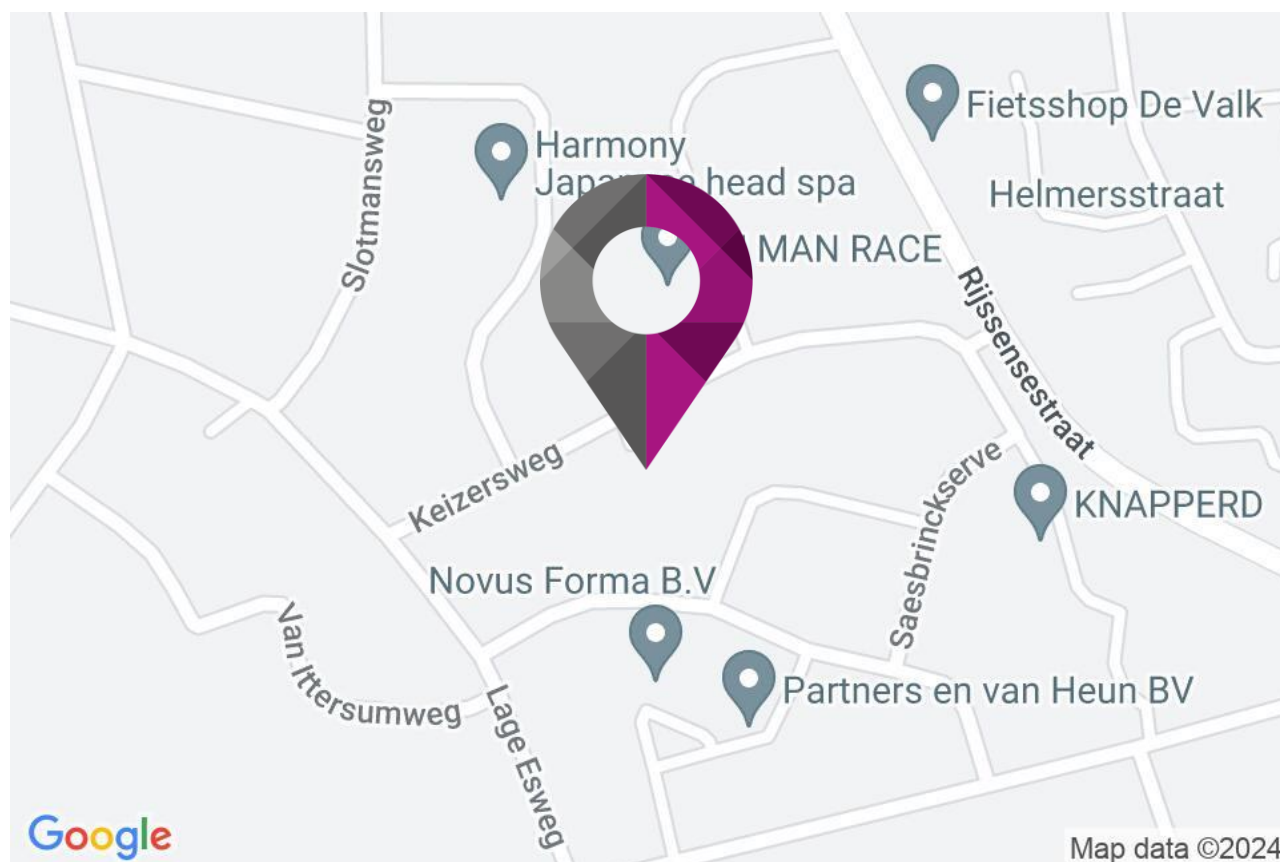 Fietsshop De Valk
Slotmansweg
Harmony
head spa
Helmersstraat
MAN RACE
Rijssensestraat
Keizersweg
Saesbrinckserve
KNAPPERD
Novus Forma B.V
Van Ittersumweg
Lage Esweg
Partners en van Heun BV
Google
Map data ©2024